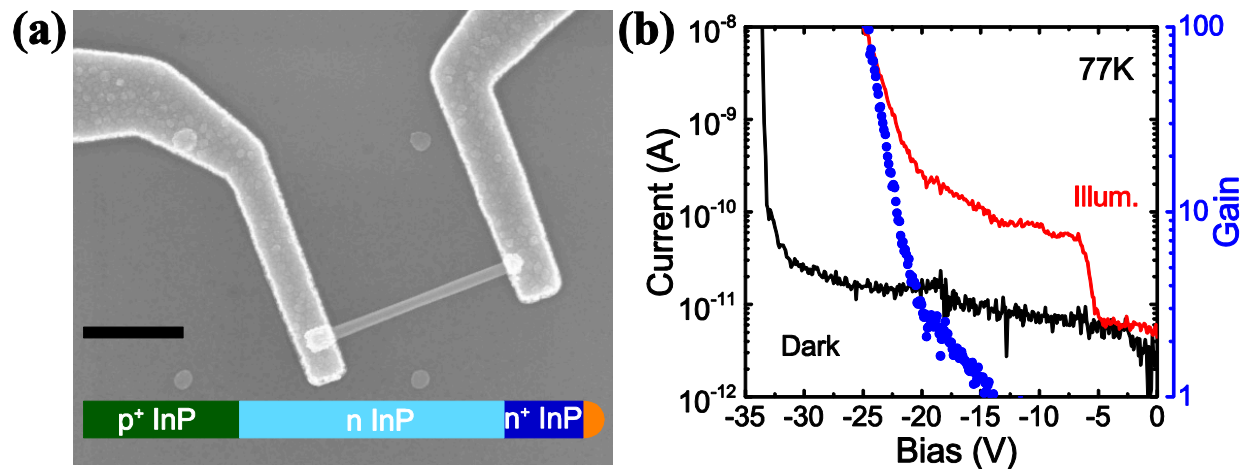 (a)
p⁺ InP n InP n⁺ InP
(b)
10⁻⁸
10⁻⁹
10⁻¹⁰
10⁻¹¹
10⁻¹²
Current (A)
77K
Illum.
Dark
100
10
1
Gain
-35 -30 -25 -20 -15 -10 -5 0
Bias (V)